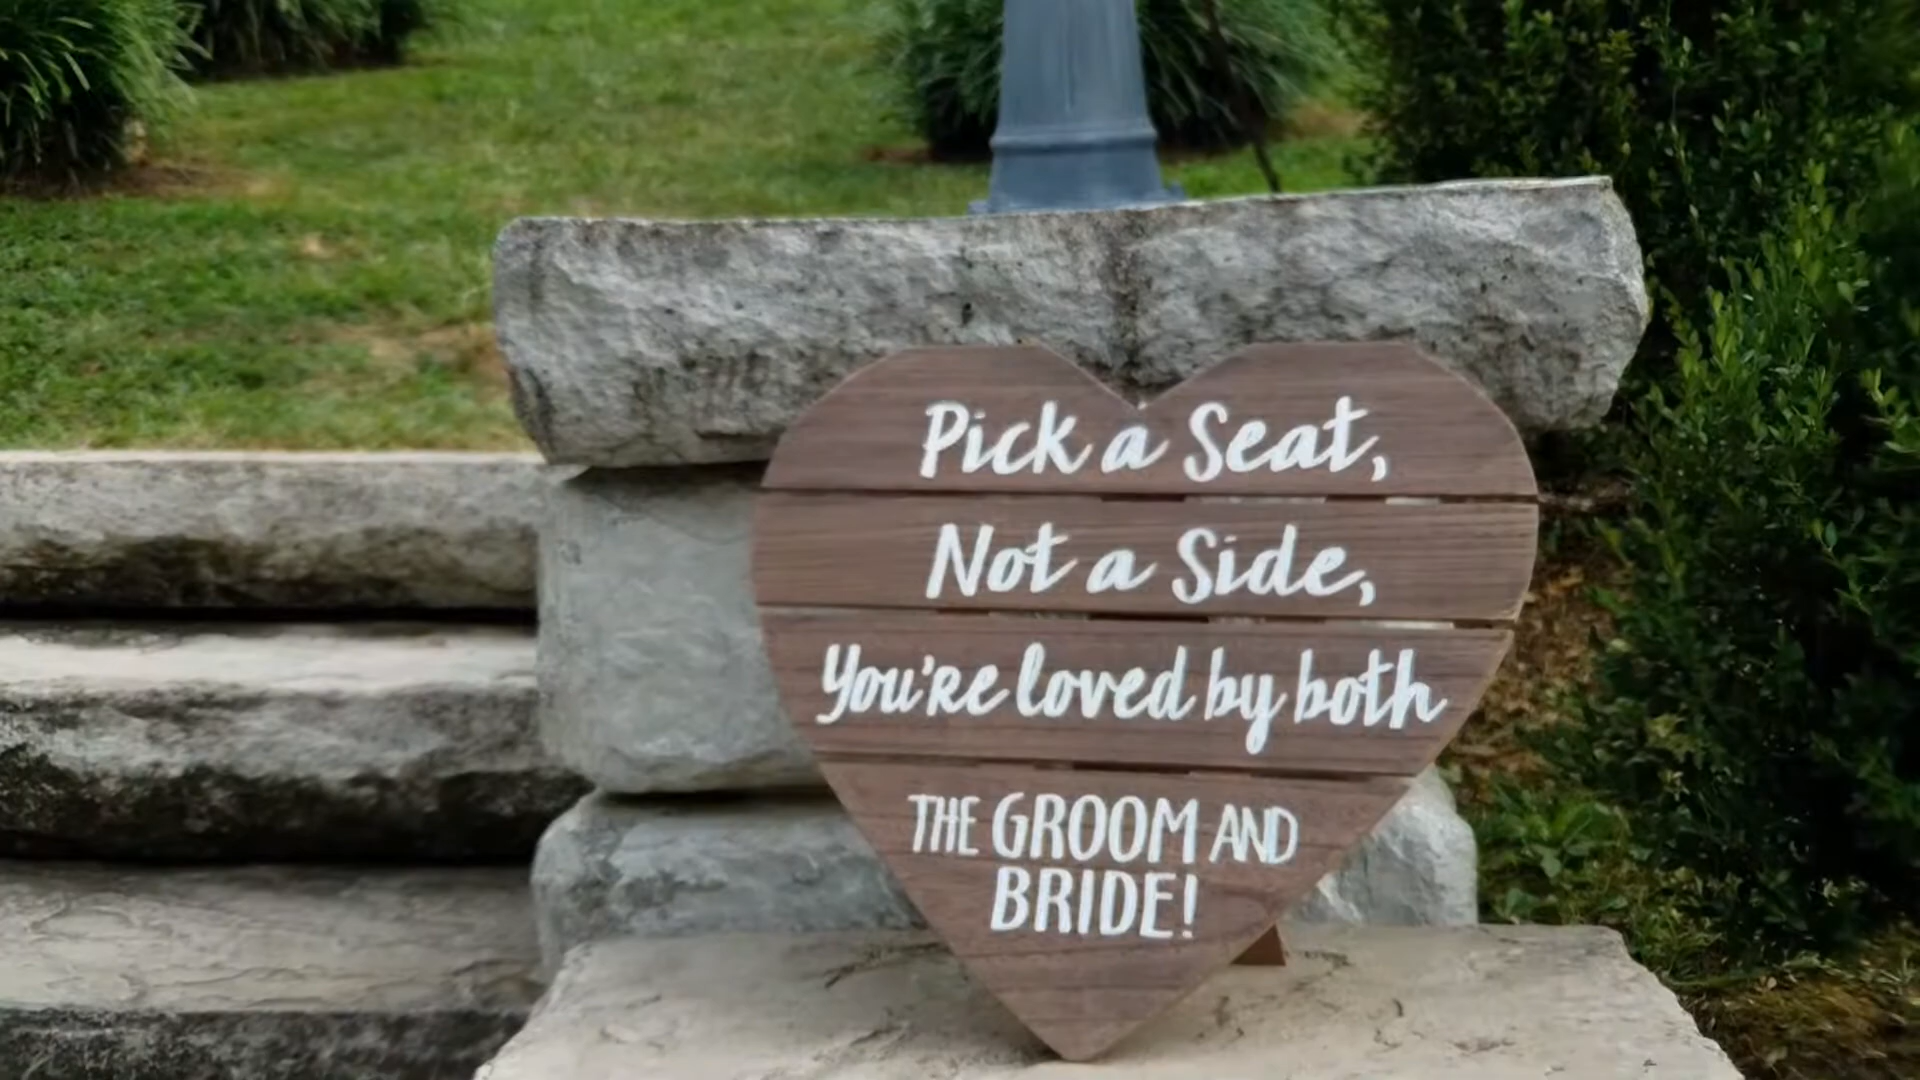 Pick a Seat,
Not a Side,
You're loved by both
THE GROOM AND
BRIDE!